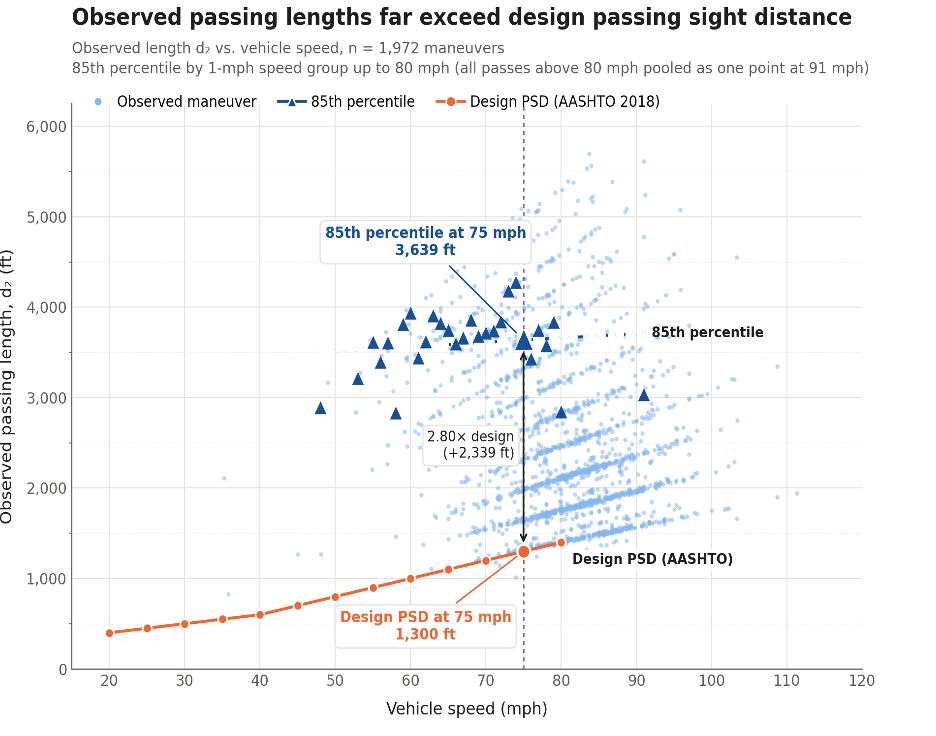 Observed passing lengths far exceed design passing sight distance
Observed length d₂ vs. vehicle speed, n = 1,972 maneuvers
85th percentile by 1-mph speed group up to 80 mph (all passes above 80 mph pooled as one point at 91 mph)
Observed maneuver 85th percentile Design PSD (AASHTO 2018)
6,000
5,000
4,000
3,000
2,000
1,000
0
Observed passing length, d₂ (ft)
85th percentile at 75 mph
3,639 ft
85th percentile
2.80× design
(+2,339 ft)
Design PSD (AASHTO)
Design PSD at 75 mph
1,300 ft
20 30 40 50 60 70 80 90 100 110 120
Vehicle speed (mph)